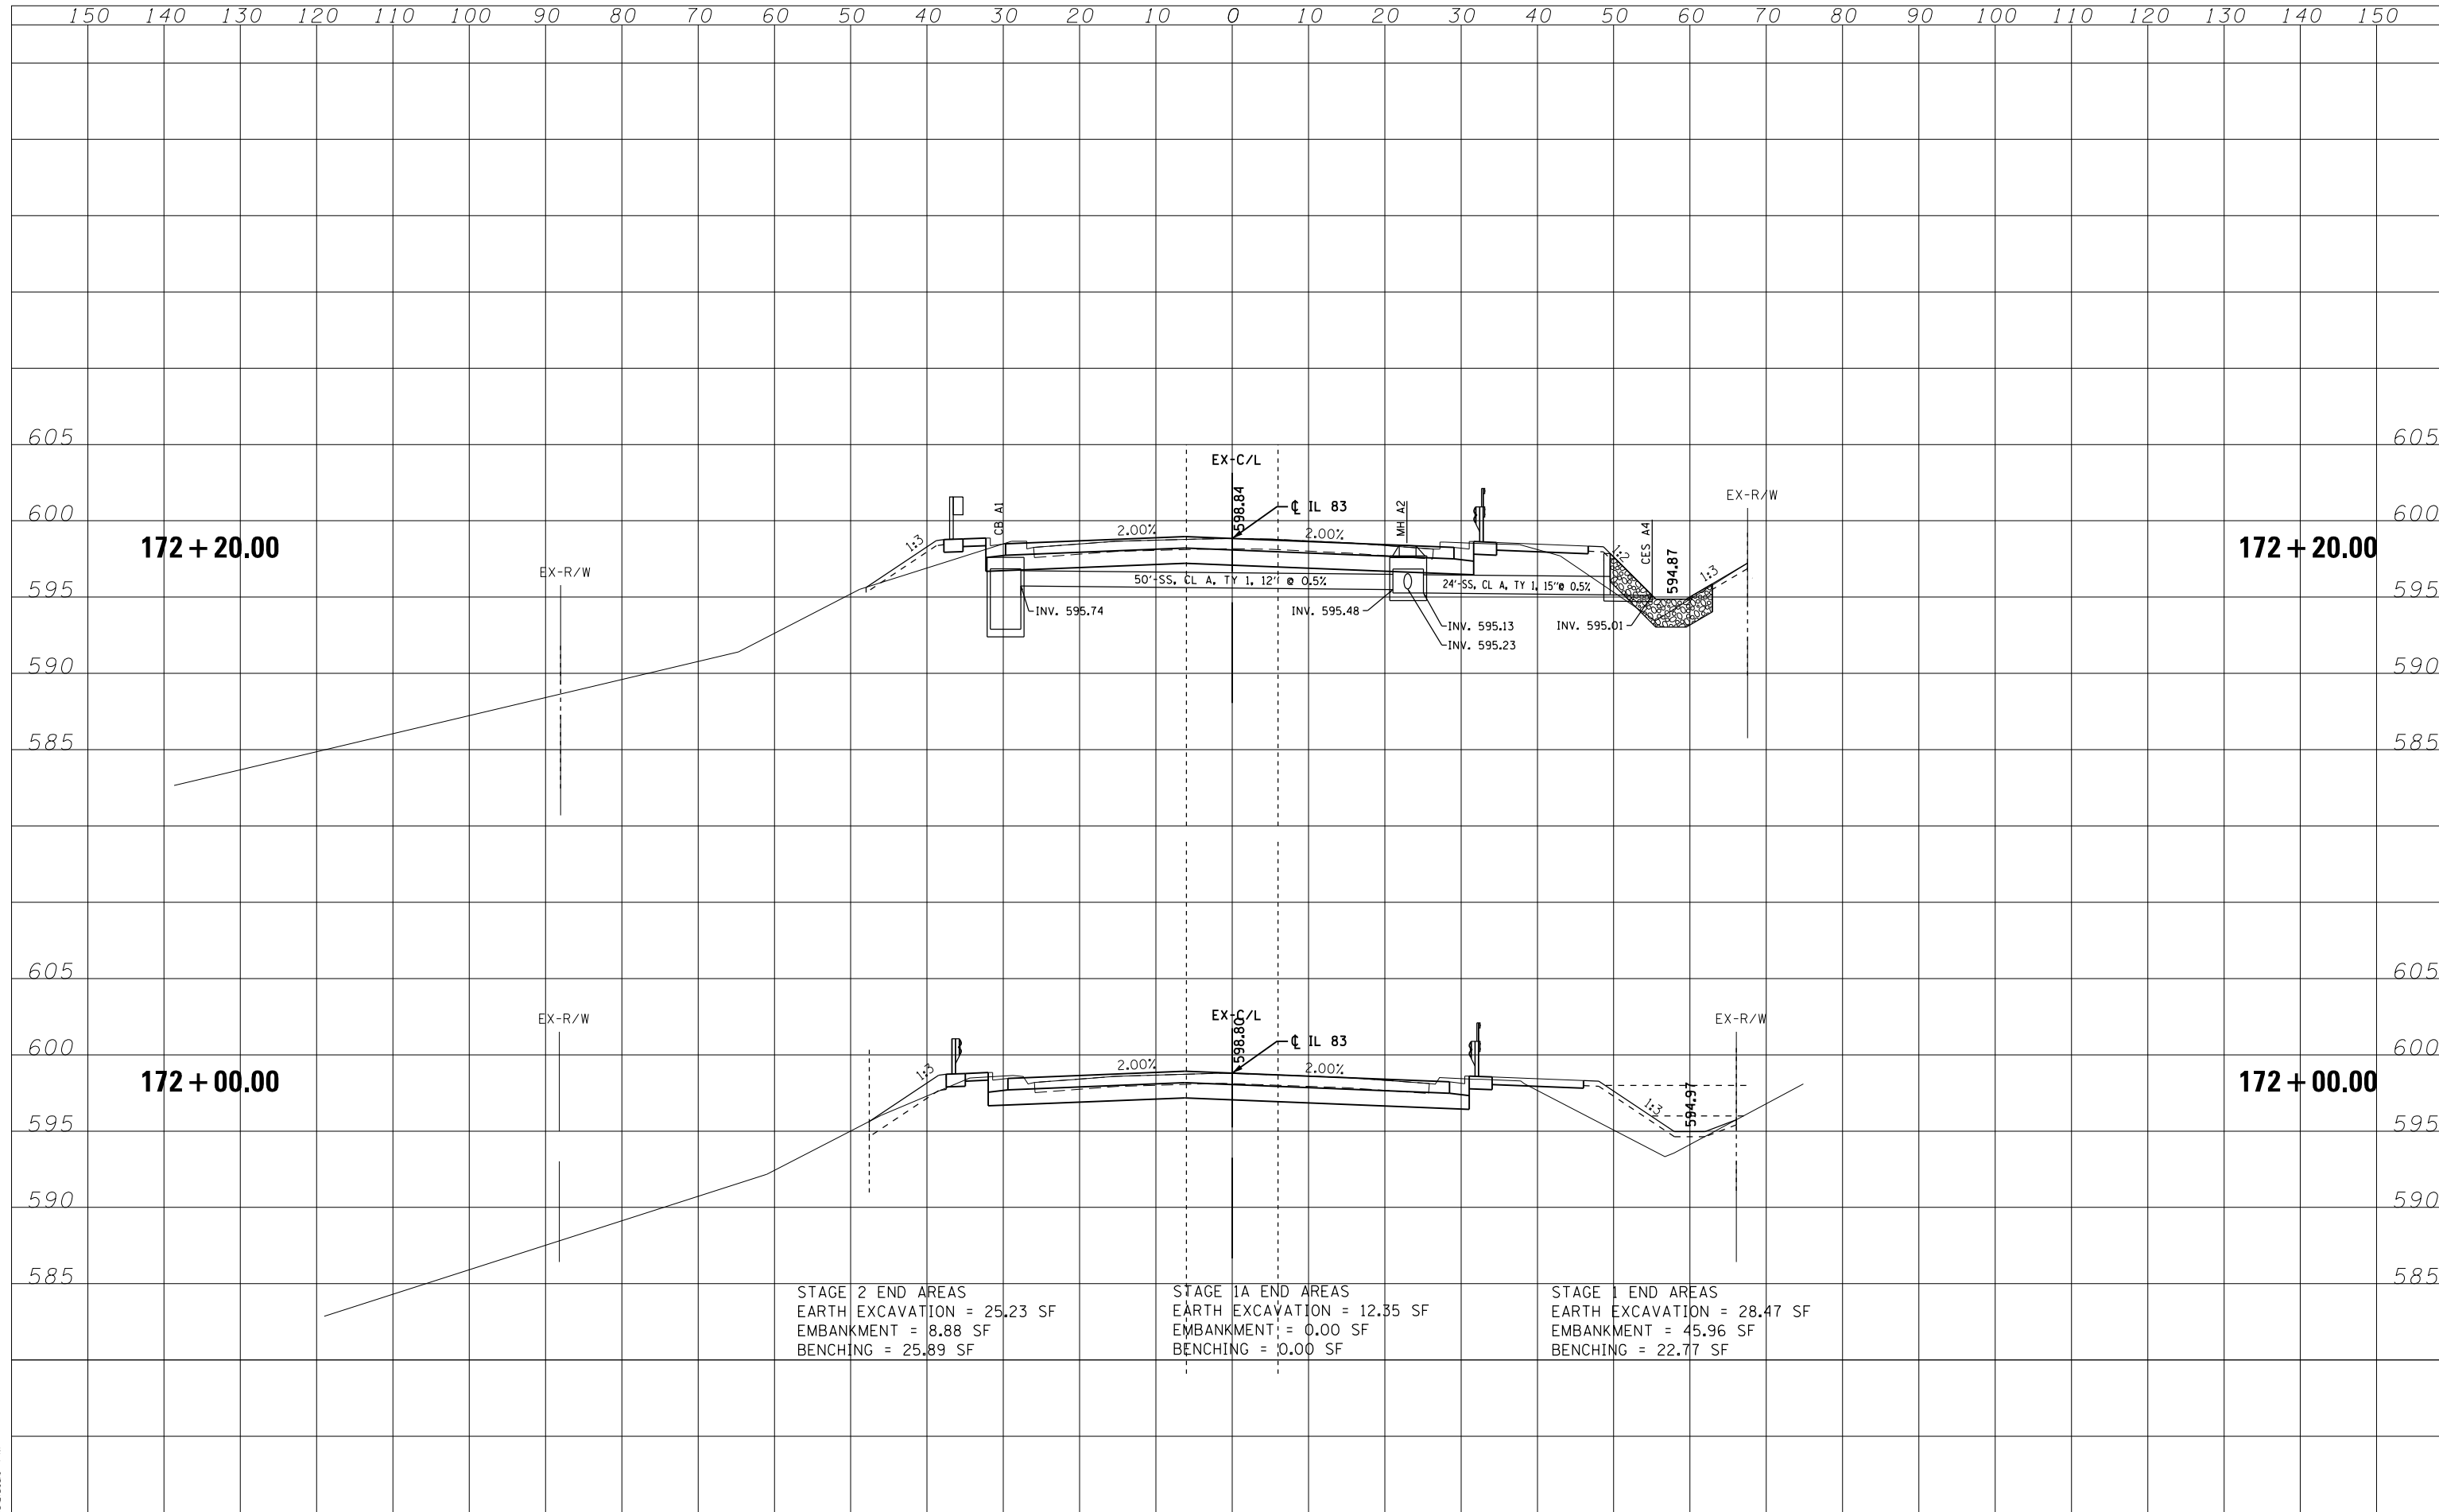 150 140 130 120 110 100 90 80 70 60 50 40 30 20 10 0 10 20 30 40 50 60 70 80 90 100 110 120 130 140 150
605 605
EX-C/L
598.84
℄ IL 83
EX-R/W
600 600
CB A1
MH A2
CES A4
594.87
172+20.00 172+20.00
1:3
2.00% 2.00%
1:2
1:3
EX-R/W
50'-SS, CL A, TY 1, 12" @ 0.5%
24'-SS, CL A, TY 1, 15"@ 0.5%
595 595
INV. 595.74
INV. 595.48
INV. 595.13
INV. 595.01
INV. 595.23
590 590
585 585
605 605
EX-R/W
EX-C/L
EX-R/W
598.80
℄ IL 83
600 600
1:3
2.00% 2.00%
172+00.00 172+00.00
1:3
594.97
595 595
590 590
585 585
STAGE 2 END AREAS
EARTH EXCAVATION = 25.23 SF
EMBANKMENT = 8.88 SF
BENCHING = 25.89 SF
STAGE 1A END AREAS
EARTH EXCAVATION = 12.35 SF
EMBANKMENT = 0.00 SF
BENCHING = 0.00 SF
STAGE 1 END AREAS
EARTH EXCAVATION = 28.47 SF
EMBANKMENT = 45.96 SF
BENCHING = 22.77 SF